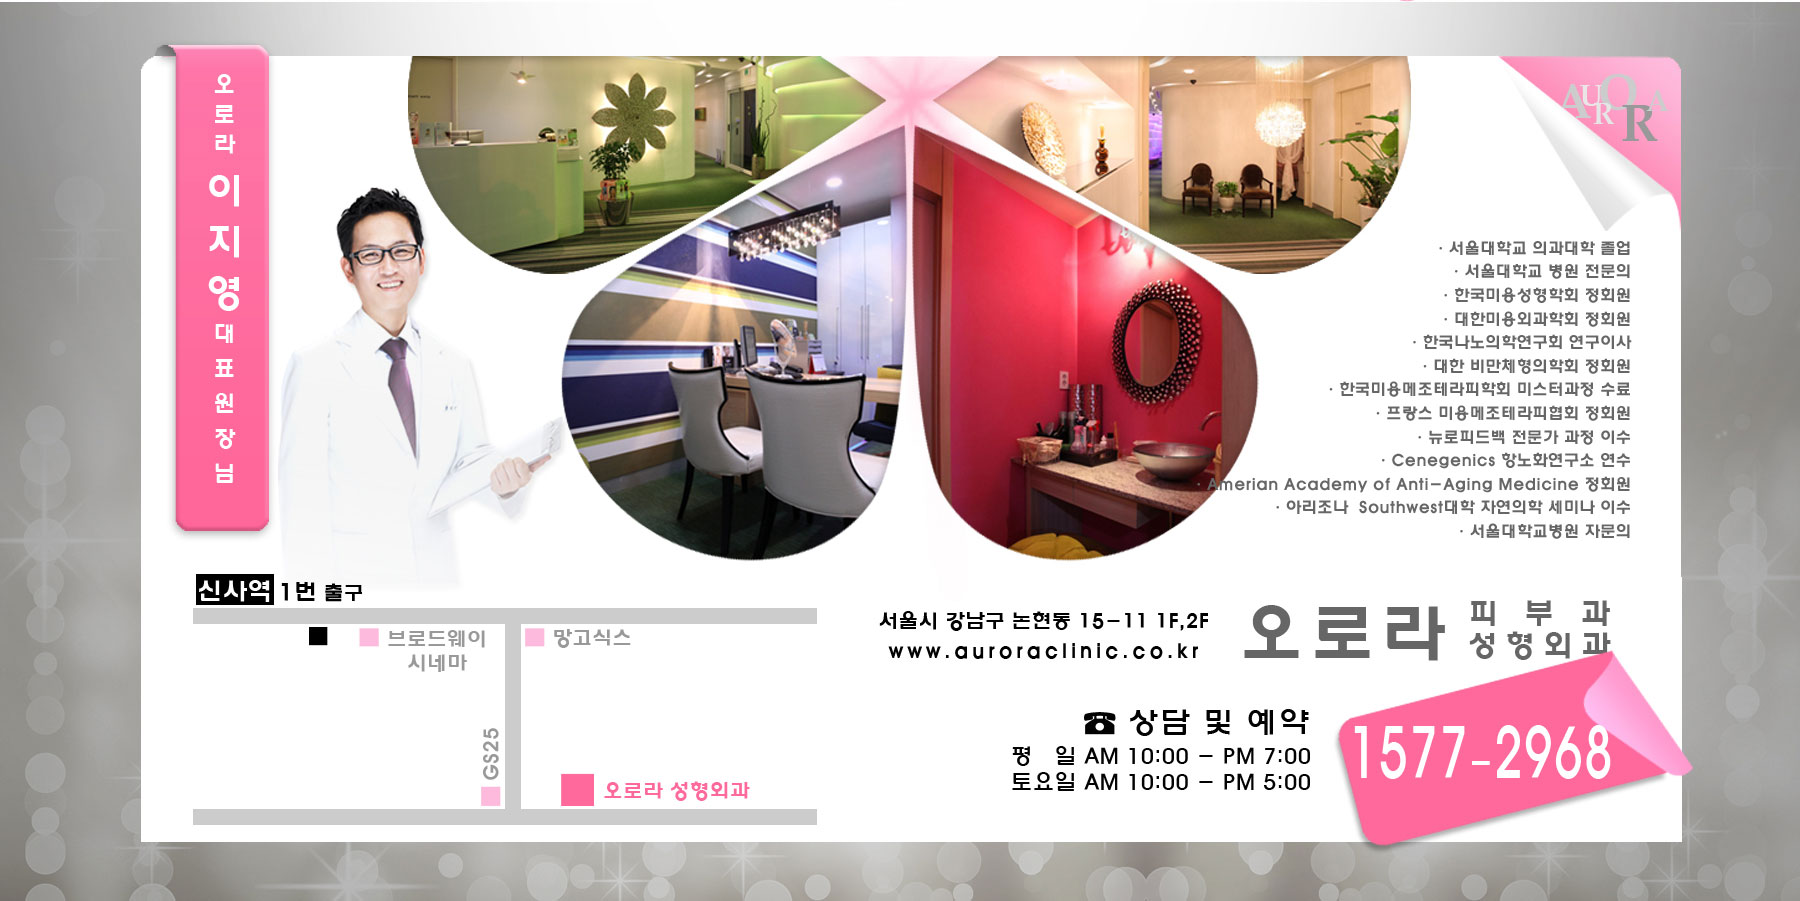 오로라 이지영 대표원장님
AURORA
· 서울대학교 의과대학 졸업
· 서울대학교 병원 전문의
· 한국미용성형학회 정회원
· 대한미용외과학회 정회원
· 한국나노의학연구회 연구이사
· 대한 비만체형의학회 정회원
· 한국미용메조테라피학회 미스터과정 수료
· 프랑스 미용메조테라피협회 정회원
· 뉴로피드백 전문가 과정 이수
· Cenegenics 항노화연구소 연수
· Amerian Academy of Anti-Aging Medicine 정회원
· 아리조나 Southwest대학 자연의학 세미나 이수
· 서울대학교병원 자문의
신사역 1번 출구
브로드웨이
시네마
망고식스
GS25
오로라 성형외과
서울시 강남구 논현동 15-11 1F,2F
www.auroraclinic.co.kr
오로라 피부과
성형외과
☎ 상담 및 예약
평 일 AM 10:00 - PM 7:00
토요일 AM 10:00 - PM 5:00
1577-2968